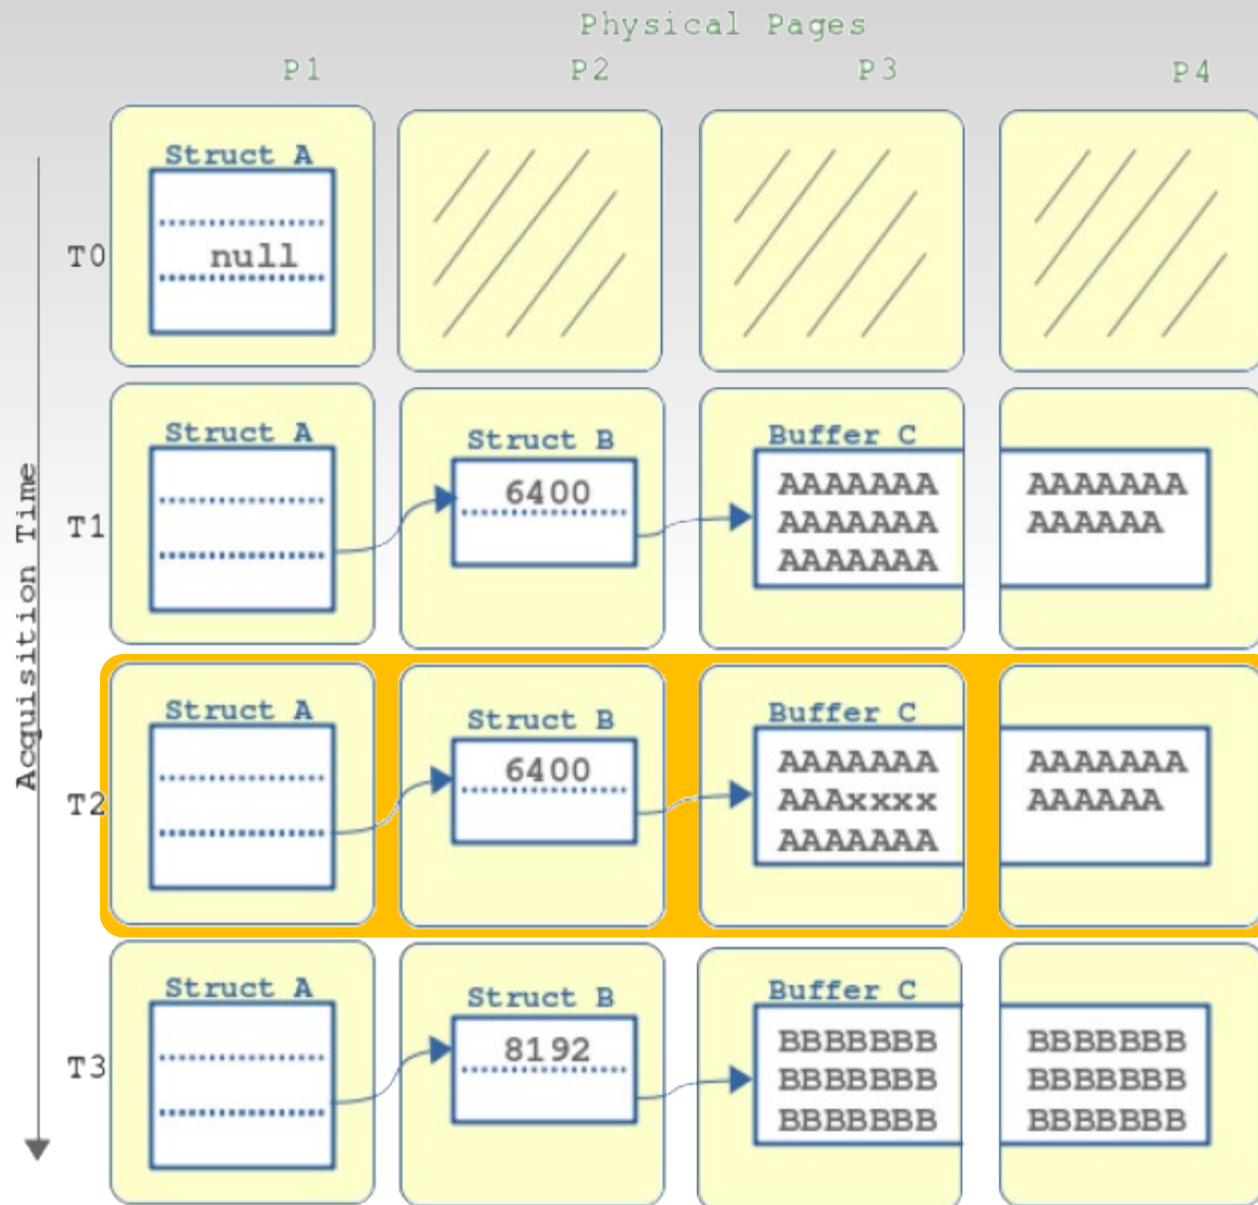 Physical Pages
P1 P2 P3 P4
Acquisition Time
T0
Struct A
null
T1
Struct A
Struct B
6400
Buffer C
AAAAAAA
AAAAAAA
AAAAAAA
AAAAAAA
AAAAAA
T2
Struct A
Struct B
6400
Buffer C
AAAAAAA
AAAxxxx
AAAAAAA
AAAAAAA
AAAAAA
T3
Struct A
Struct B
8192
Buffer C
BBBBBBB
BBBBBBB
BBBBBBB
BBBBBBB
BBBBBBB
BBBBBBB